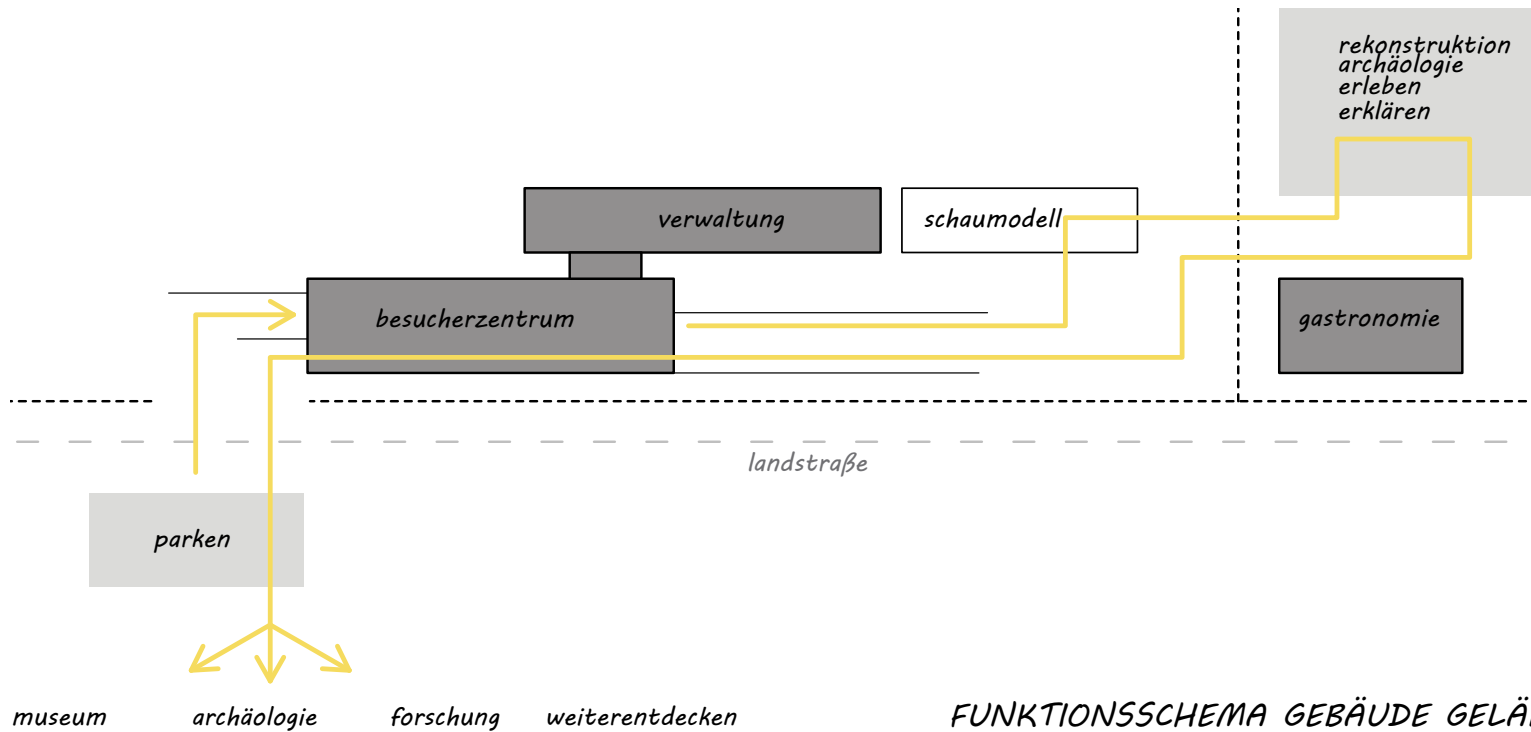 rekonstruktion
archäologie
erleben
erklären
verwaltung
schaumodell
besucherzentrum
gastronomie
landstraße
parken
museum archäologie forschung weiterentdecken
FUNKTIONSSCHEMA GEBÄUDE